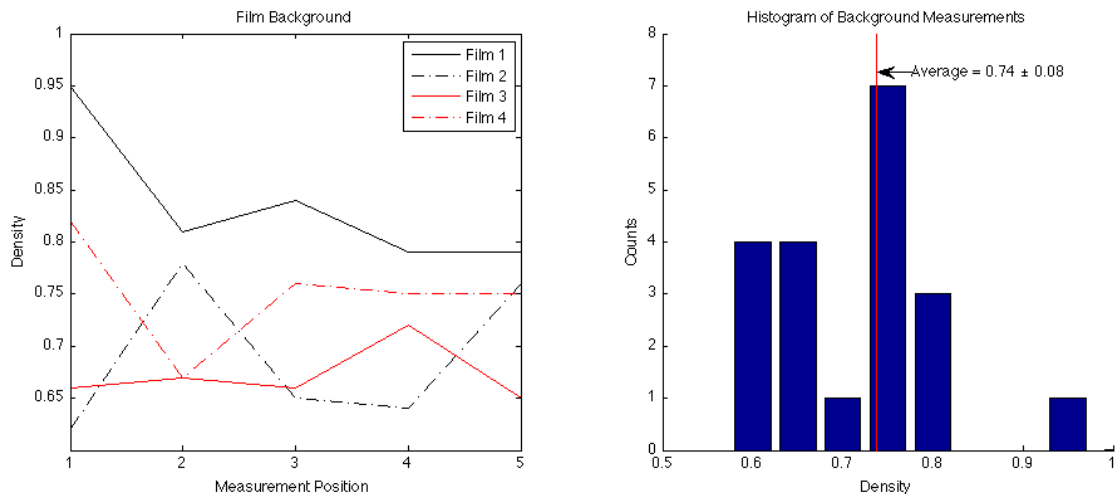 Film Background
1
0.95
0.9
0.85
0.8
0.75
0.7
0.65
Density
Film 1
Film 2
Film 3
Film 4
1 2 3 4 5
Measurement Position
Histogram of Background Measurements
8
7
6
5
4
3
2
1
0
Counts
Average = 0.74 ± 0.08
0.5 0.6 0.7 0.8 0.9 1
Density